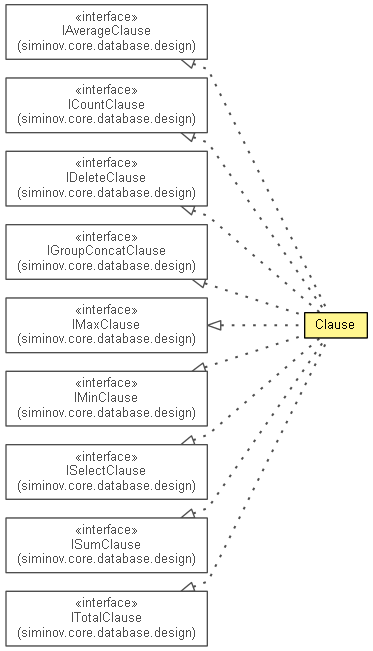 «interface»
IAverageClause
(siminov.core.database.design)
«interface»
ICountClause
(siminov.core.database.design)
«interface»
IDeleteClause
(siminov.core.database.design)
«interface»
IGroupConcatClause
(siminov.core.database.design)
«interface»
IMaxClause
(siminov.core.database.design)
Clause
«interface»
IMinClause
(siminov.core.database.design)
«interface»
ISelectClause
(siminov.core.database.design)
«interface»
ISumClause
(siminov.core.database.design)
«interface»
ITotalClause
(siminov.core.database.design)